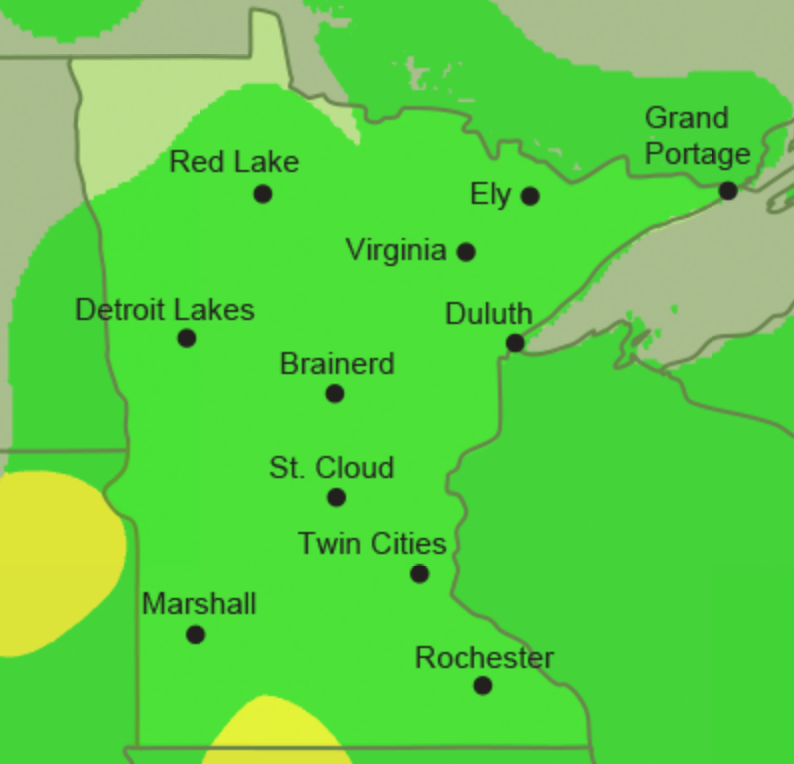 Grand
Portage
Red Lake
Ely
Virginia
Detroit Lakes
Duluth
Brainerd
St. Cloud
Twin Cities
Marshall
Rochester